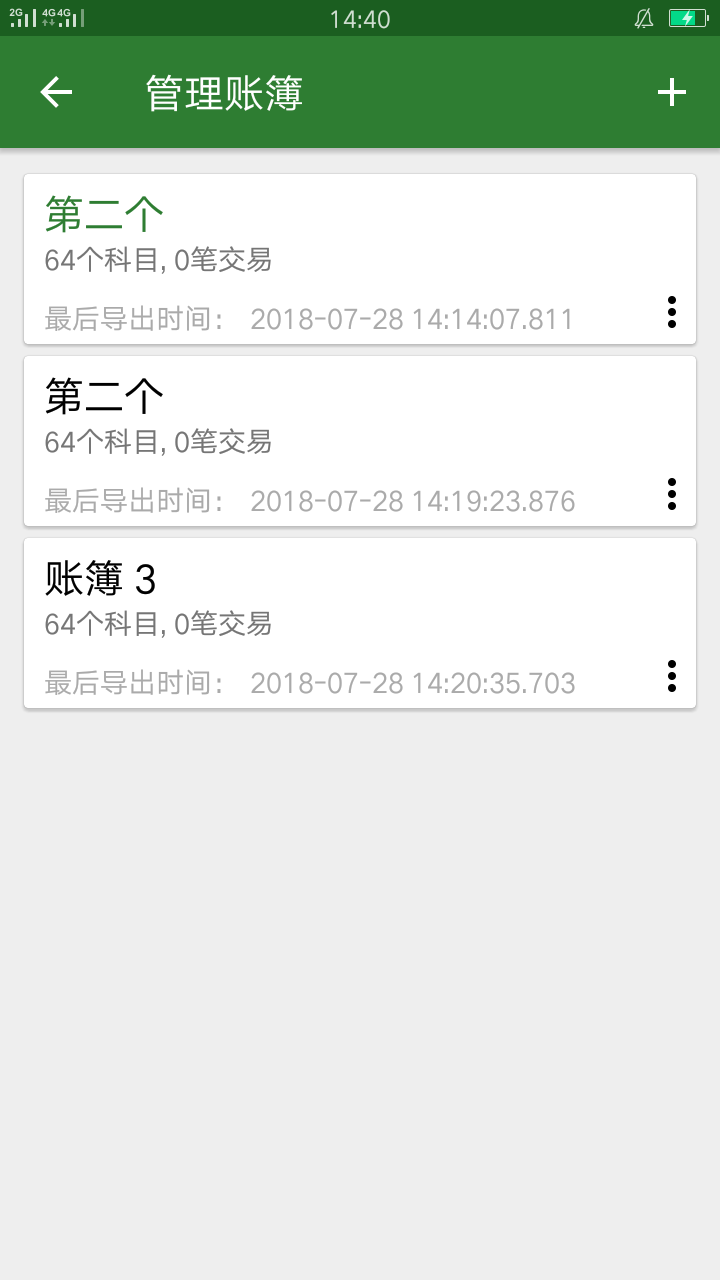 2G 4G 4G 14:40
管理账簿
第二个
64个科目, 0笔交易
最后导出时间： 2018-07-28 14:14:07.811
第二个
64个科目, 0笔交易
最后导出时间： 2018-07-28 14:19:23.876
账簿 3
64个科目, 0笔交易
最后导出时间： 2018-07-28 14:20:35.703